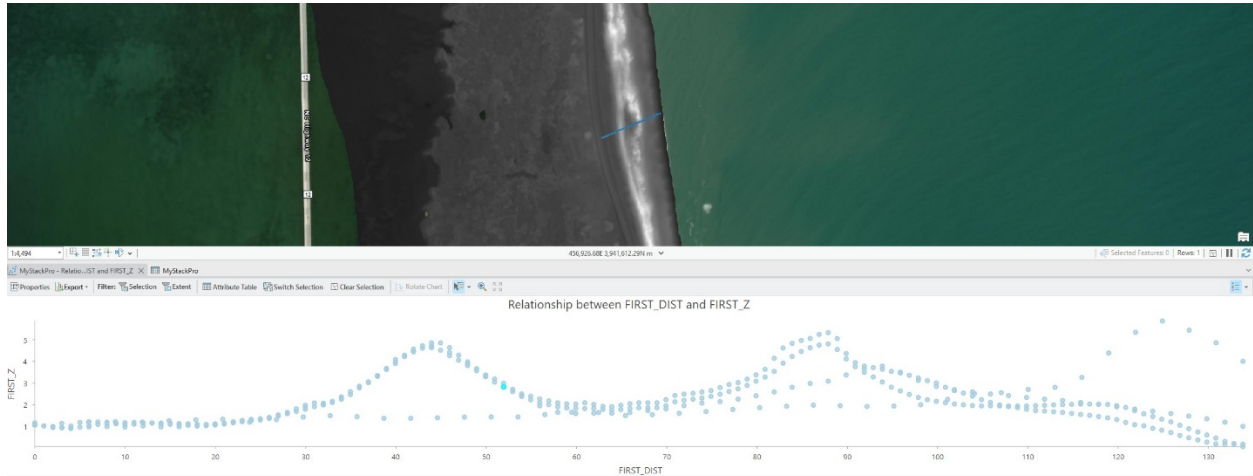 12
12
1:4,494
456,926.68E 3,941,612.29N m
Selected Features: 0 Rows: 1
MyStackPro - Relatio...IST and FIRST_Z
MyStackPro
Properties Export Filter: Selection Extent Attribute Table Switch Selection Clear Selection Rotate Chart
Relationship between FIRST_DIST and FIRST_Z
FIRST_Z
5
4
3
2
1
0 10 20 30 40 50 60 70 80 90 100 110 120 130
FIRST_DIST